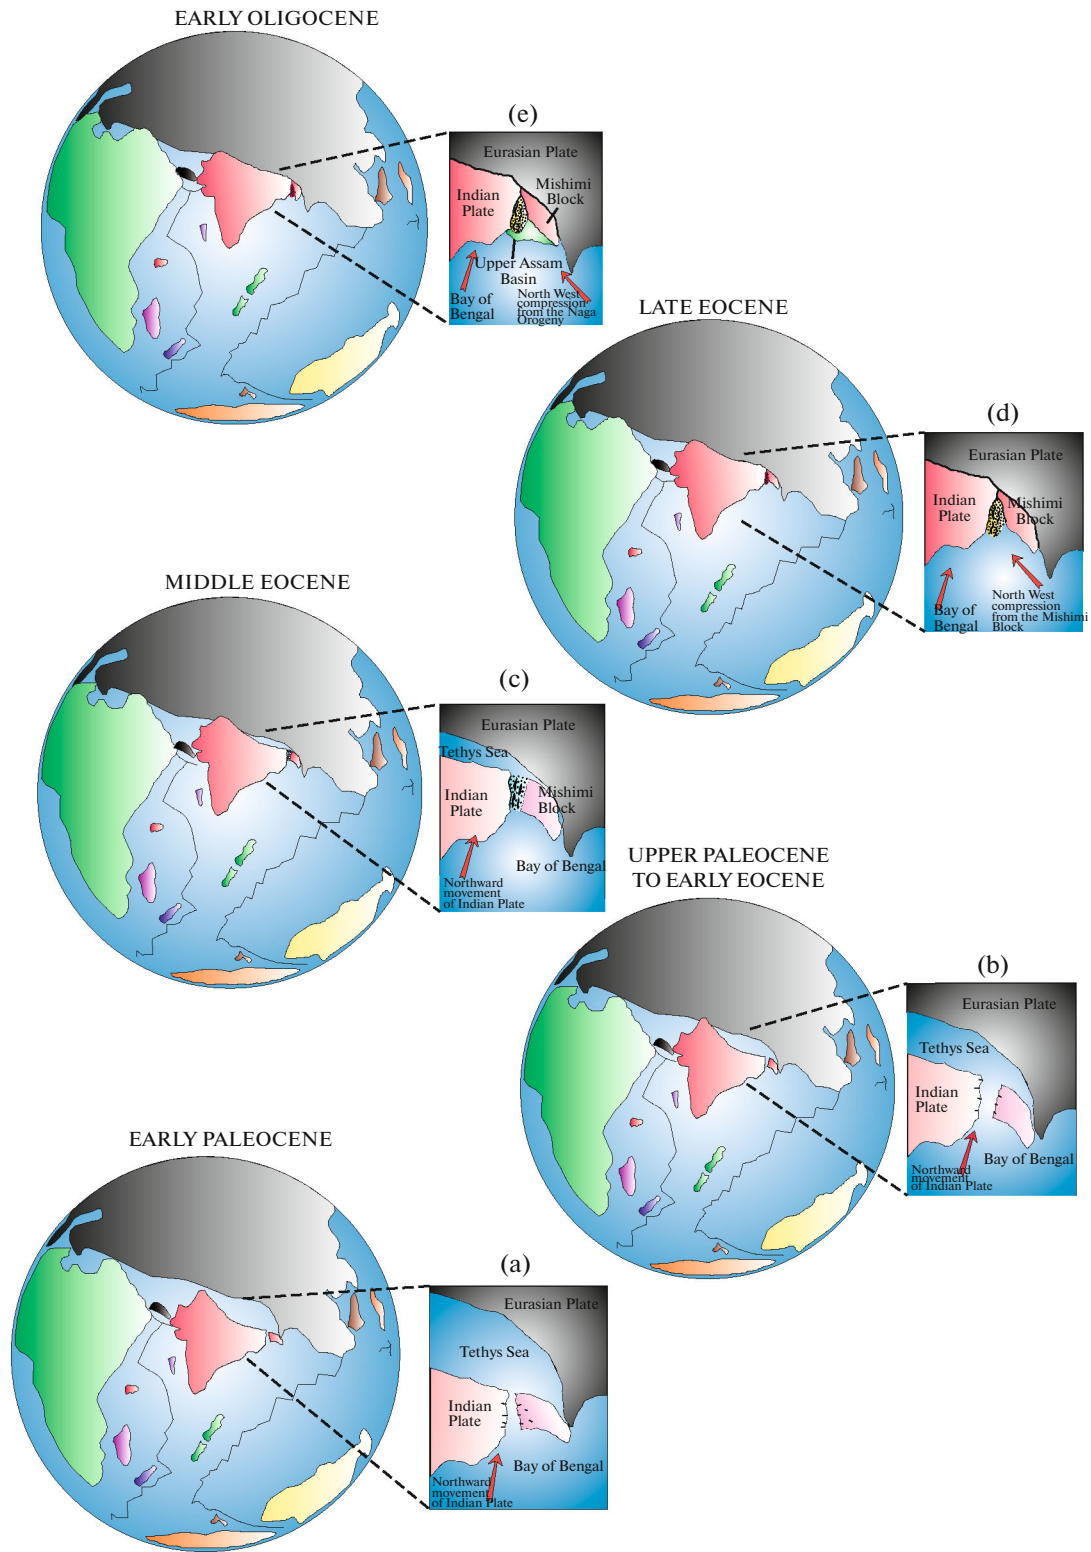 EARLY OLIGOCENE
(e)
Eurasian Plate
Indian
Plate
Mishimi
Block
Upper Assam
Basin
Bay of
Bengal
North West
compression
from the Naga
Orogeny
LATE EOCENE
(d)
Eurasian Plate
Indian
Plate
Mishimi
Block
Bay of
Bengal
North West
compression
from the Mishimi
Block
MIDDLE EOCENE
(c)
Eurasian Plate
Tethys Sea
Indian
Plate
Mishimi
Block
Bay of Bengal
Northward
movement
of Indian Plate
UPPER PALEOCENE
TO EARLY EOCENE
(b)
Eurasian Plate
Tethys Sea
Indian
Plate
Bay of Bengal
Northward
movement
of Indian Plate
EARLY PALEOCENE
(a)
Eurasian Plate
Tethys Sea
Indian
Plate
Bay of Bengal
Northward
movement
of Indian Plate